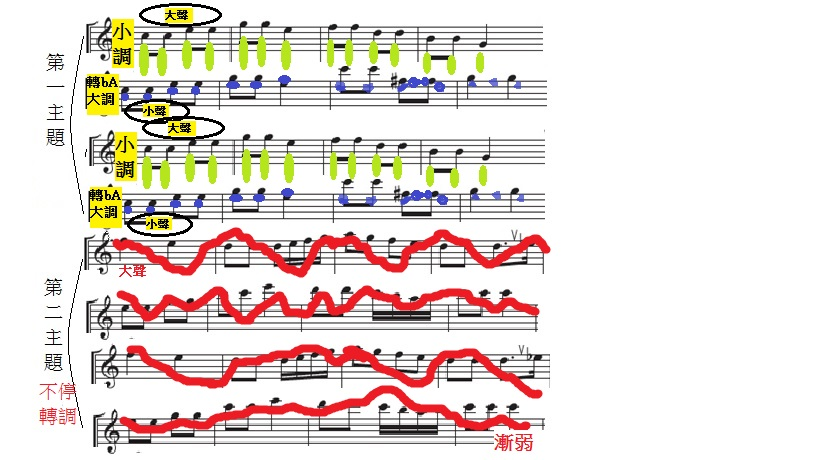 大聲
小調
第一主題
轉bA大調
小聲
大聲
小調
轉bA大調
小聲
大聲
第二主題
不停轉調
漸弱